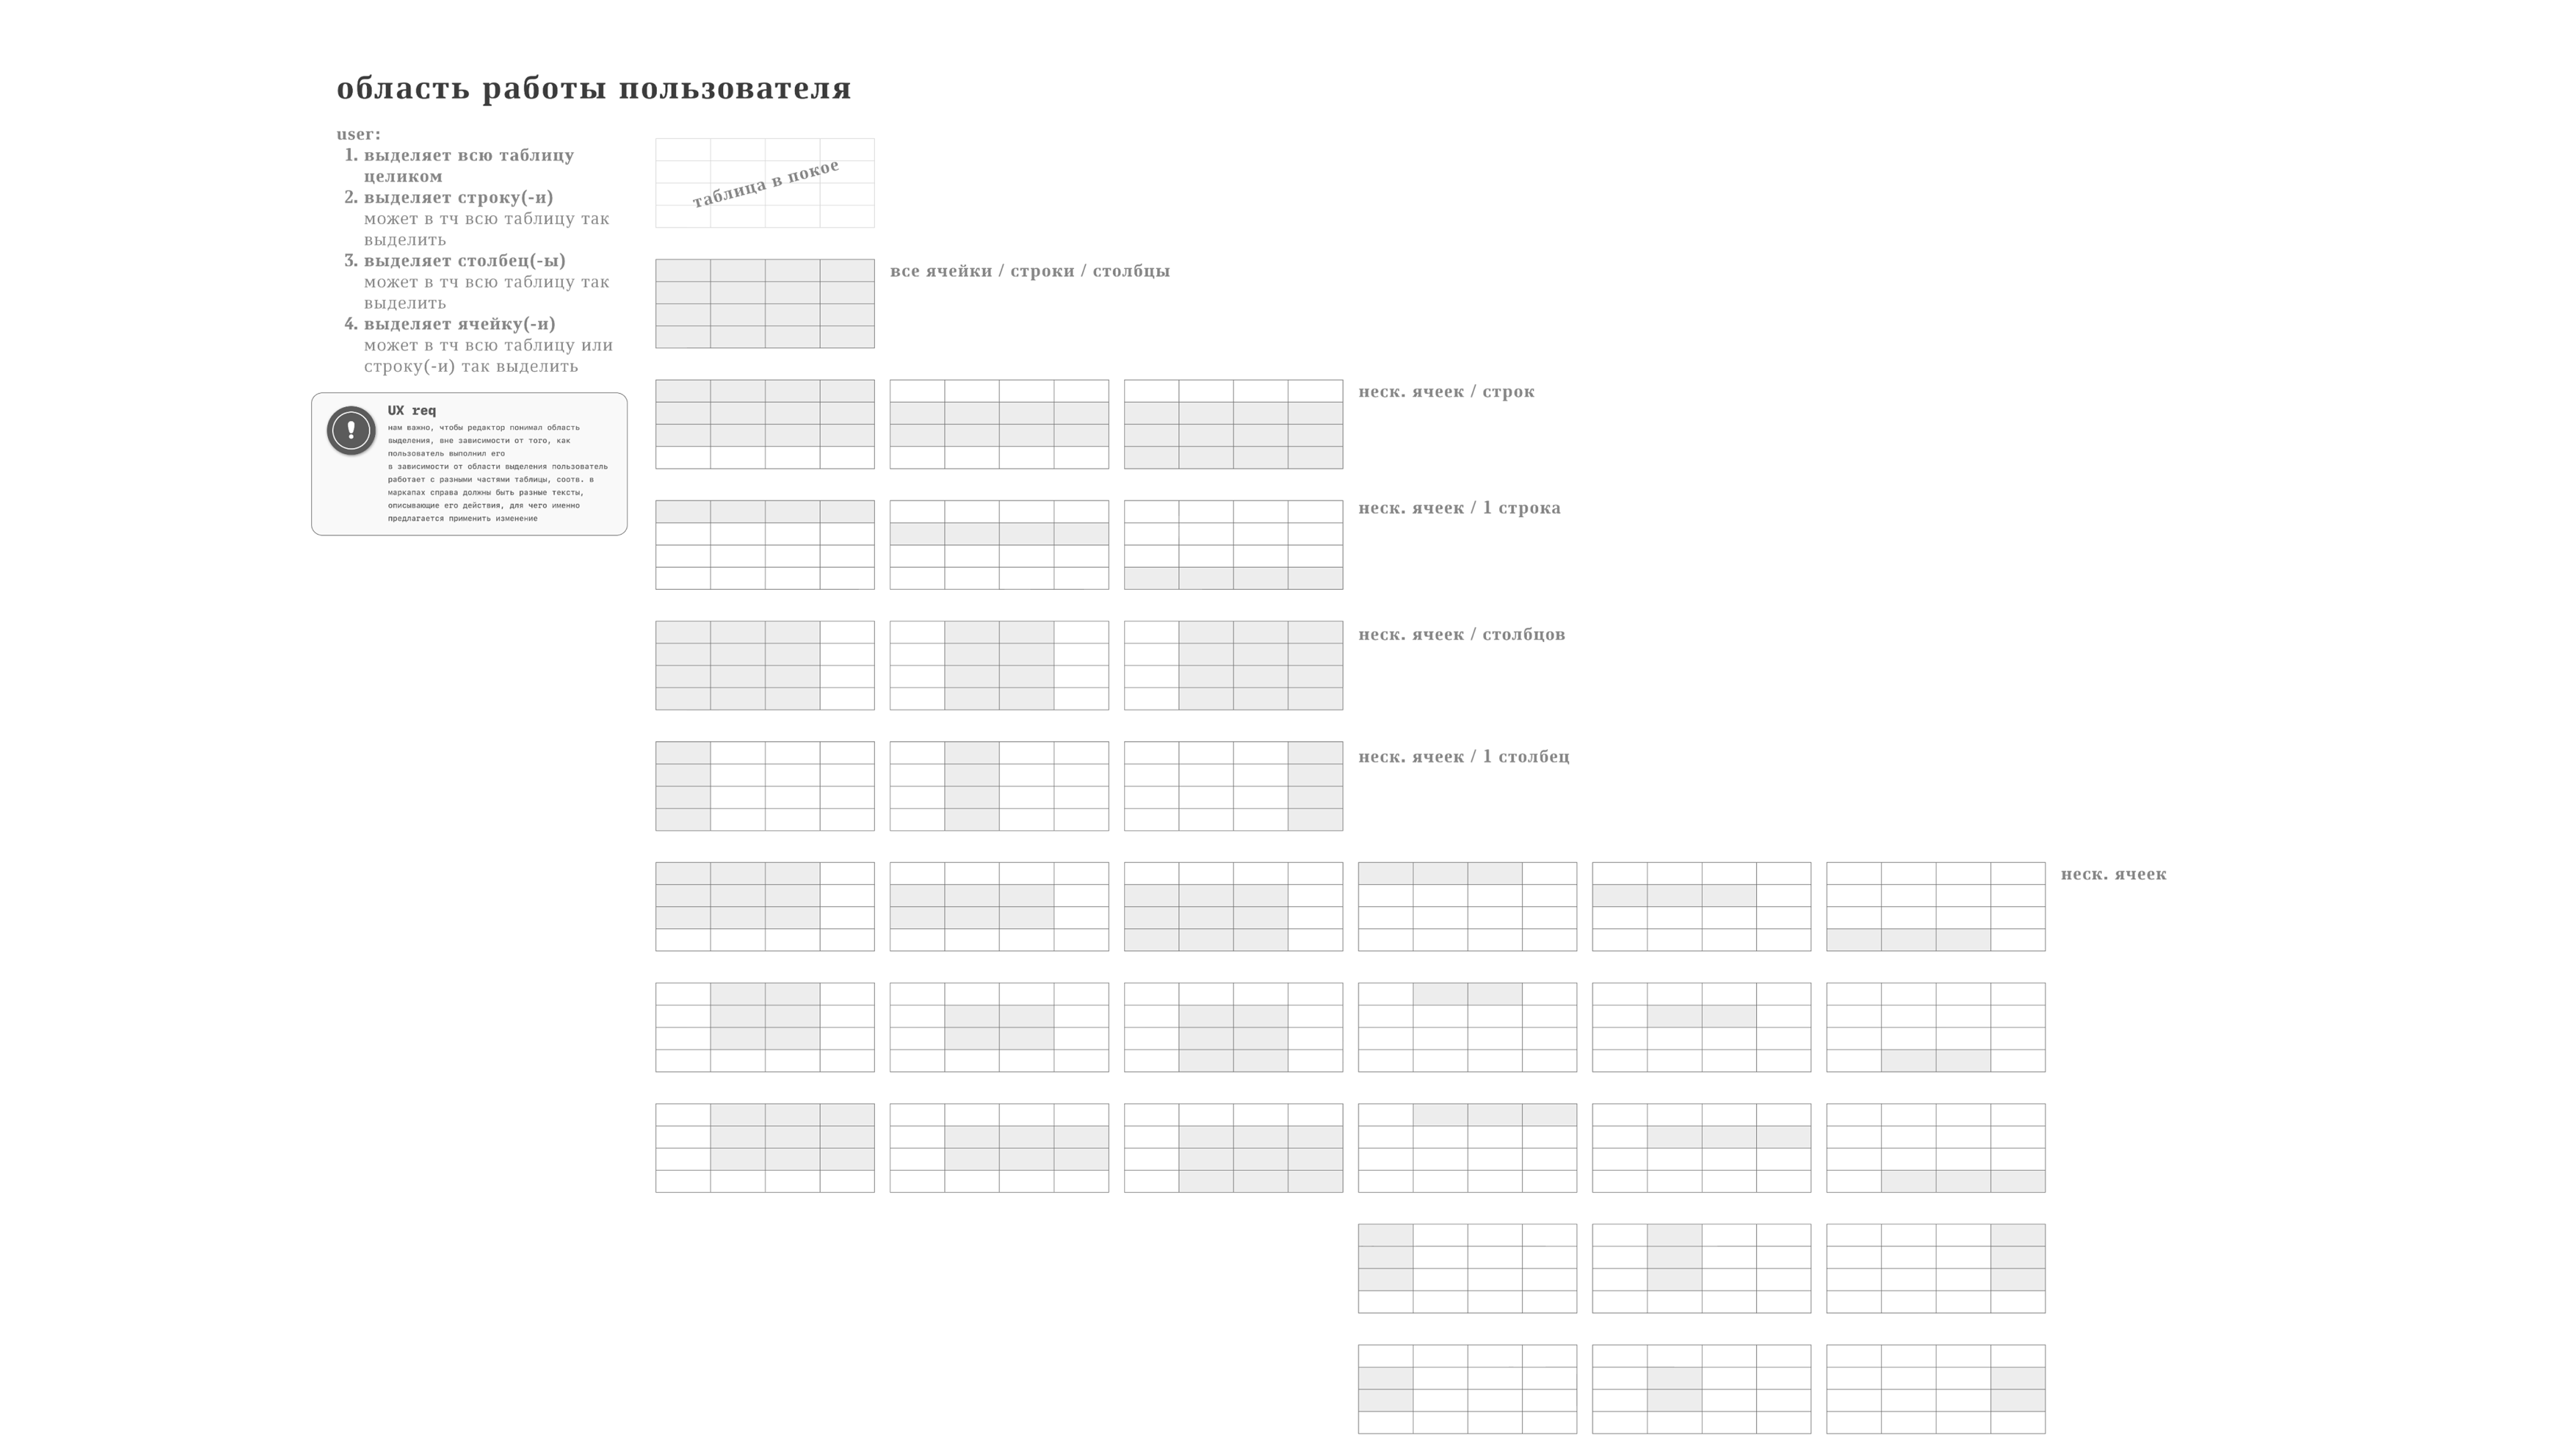 область работы пользователя
user:
1. выделяет всю таблицу
целиком
2. выделяет строку(-и)
может в тч всю таблицу так
выделить
3. выделяет столбец(-ы)
может в тч всю таблицу так
выделить
4. выделяет ячейку(-и)
может в тч всю таблицу или
строку(-и) так выделить
UX req
нам важно, чтобы редактор понимал область
выделения, вне зависимости от того, как
пользователь выполнил его
в зависимости от области выделения пользователь
работает с разными частями таблицы, соотв. в
маркапах справа должны быть разные тексты,
описывающие его действия, для чего именно
предлагается применить изменение
таблица в покое
все ячейки / строки / столбцы
неск. ячеек / строк
неск. ячеек / 1 строка
неск. ячеек / столбцов
неск. ячеек / 1 столбец
неск. ячеек